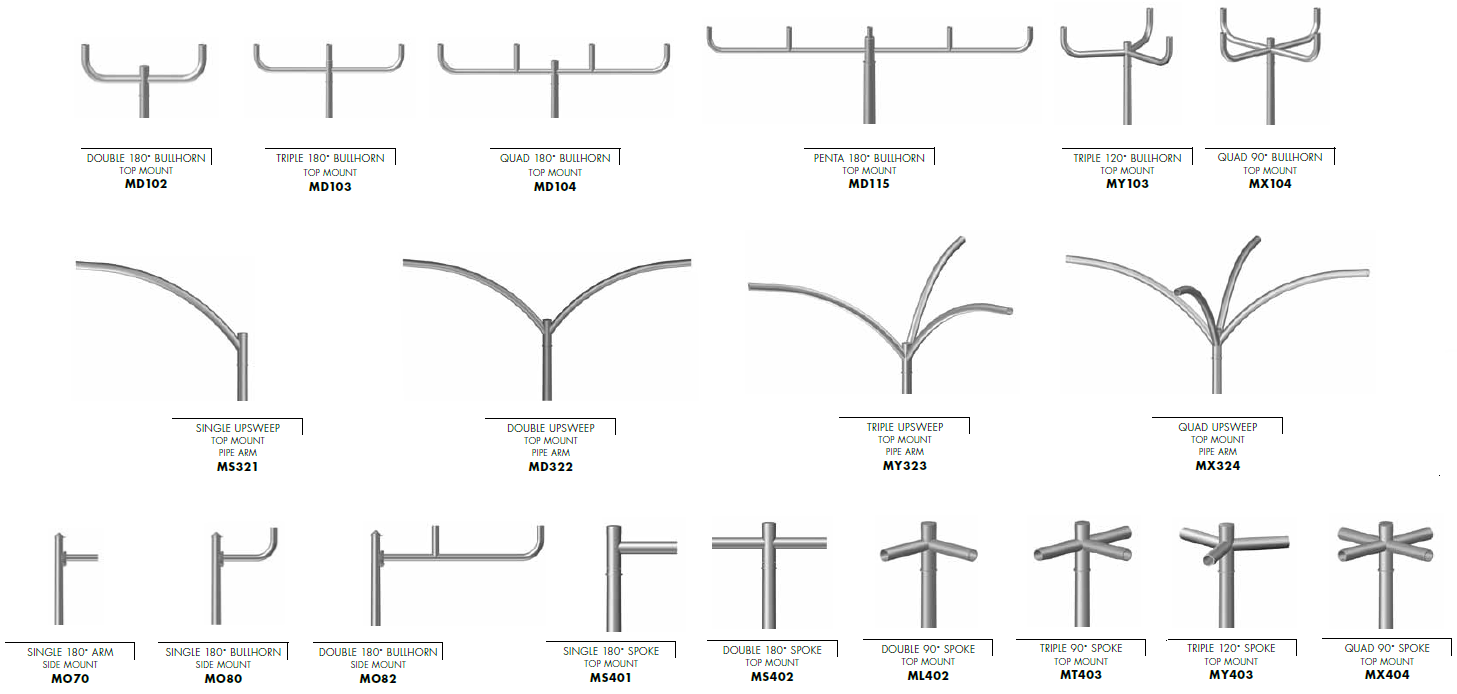 DOUBLE 180° BULLHORN
TOP MOUNT
MD102
TRIPLE 180° BULLHORN
TOP MOUNT
MD103
QUAD 180° BULLHORN
TOP MOUNT
MD104
PENTA 180° BULLHORN
TOP MOUNT
MD115
TRIPLE 120° BULLHORN
TOP MOUNT
MY103
QUAD 90° BULLHORN
TOP MOUNT
MX104
SINGLE UPSWEEP
TOP MOUNT
PIPE ARM
MS321
DOUBLE UPSWEEP
TOP MOUNT
PIPE ARM
MD322
TRIPLE UPSWEEP
TOP MOUNT
PIPE ARM
MY323
QUAD UPSWEEP
TOP MOUNT
PIPE ARM
MX324
SINGLE 180° ARM
SIDE MOUNT
MO70
SINGLE 180° BULLHORN
SIDE MOUNT
MO80
DOUBLE 180° BULLHORN
SIDE MOUNT
MO82
SINGLE 180° SPOKE
TOP MOUNT
MS401
DOUBLE 180° SPOKE
TOP MOUNT
MS402
DOUBLE 90° SPOKE
TOP MOUNT
ML402
TRIPLE 90° SPOKE
TOP MOUNT
MT403
TRIPLE 120° SPOKE
TOP MOUNT
MY403
QUAD 90° SPOKE
TOP MOUNT
MX404